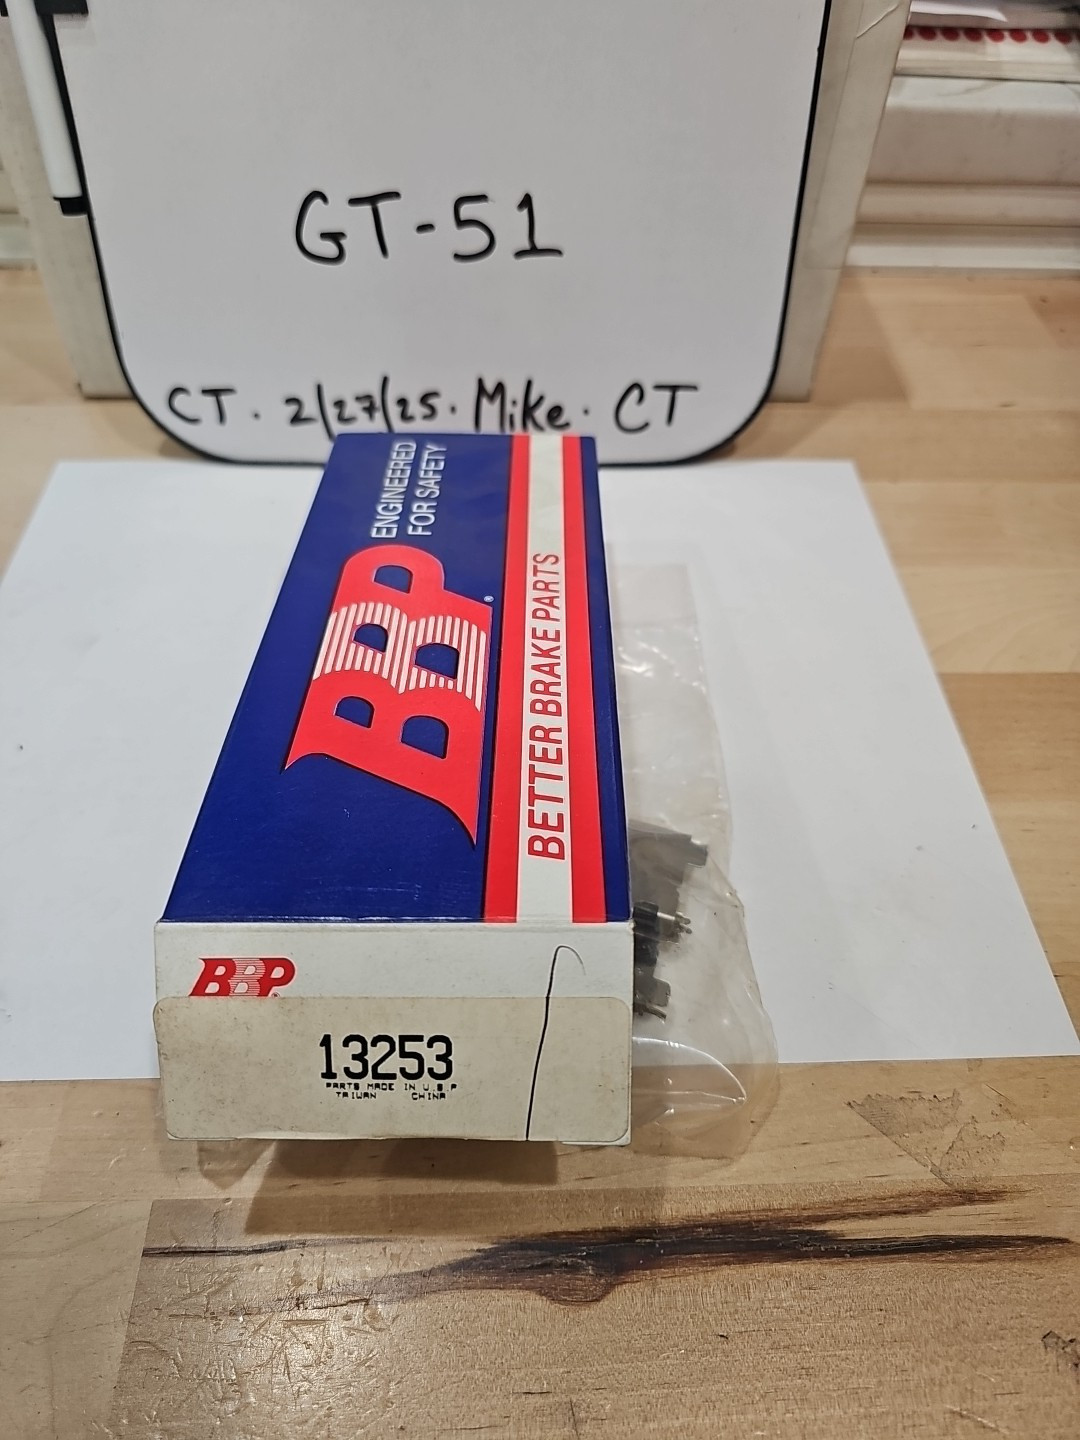 GT-51
CT. 2/27/25. Mike. CT
ENGINEERED
FOR SAFETY
BBP®
BETTER BRAKE PARTS
BBP
13253
PARTS MADE IN U.S.A
TAIWAN CHINA